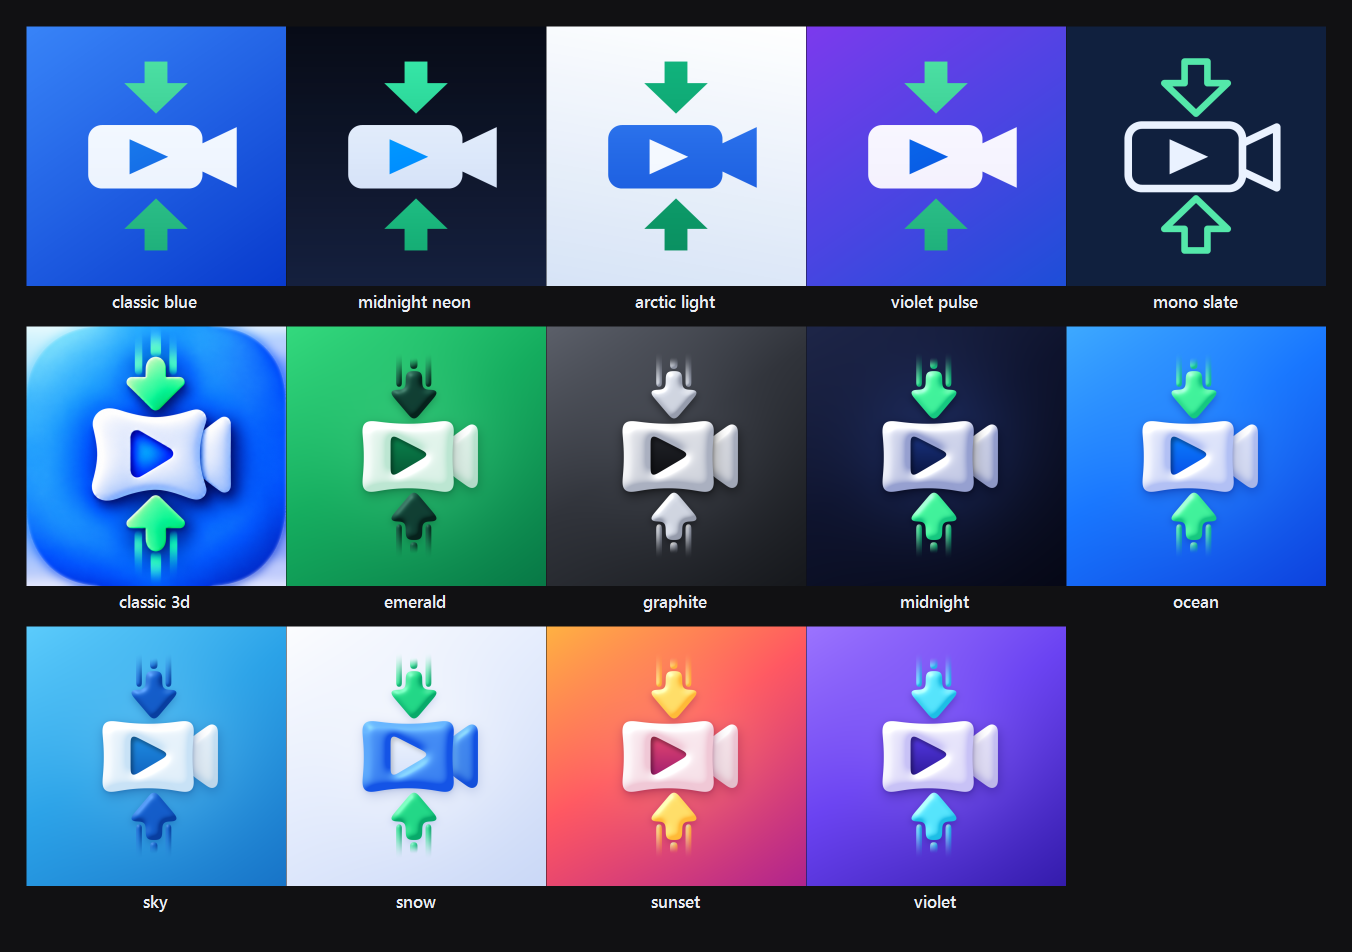 classic blue
midnight neon
arctic light
violet pulse
mono slate
classic 3d
emerald
graphite
midnight
ocean
sky
snow
sunset
violet